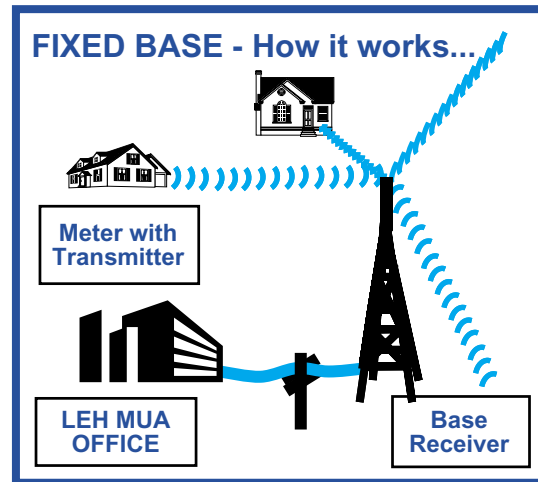 FIXED BASE - How it works...
Meter with
Transmitter
LEH MUA
OFFICE
Base
Receiver